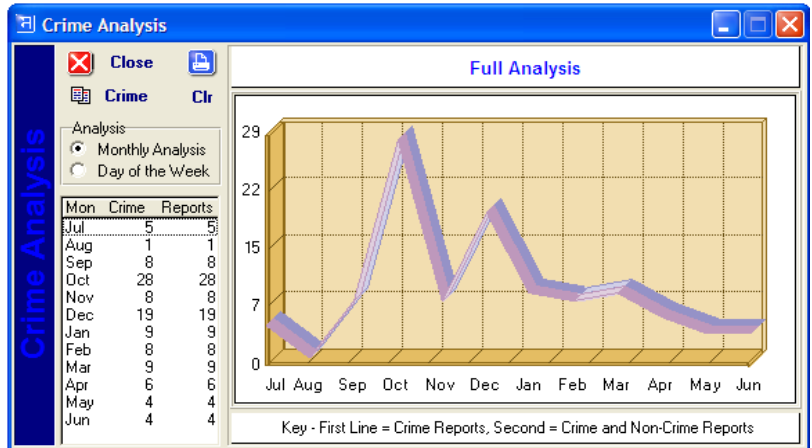 Crime Analysis
Crime Analysis
Close
Crime Clr
Analysis
Monthly Analysis
Day of the Week
Mon Crime Reports
Jul 5 5
Aug 1 1
Sep 8 8
Oct 28 28
Nov 8 8
Dec 19 19
Jan 9 9
Feb 8 8
Mar 9 9
Apr 6 6
May 4 4
Jun 4 4
Full Analysis
29
22
15
7
0
Jul Aug Sep Oct Nov Dec Jan Feb Mar Apr May Jun
Key - First Line = Crime Reports, Second = Crime and Non-Crime Reports